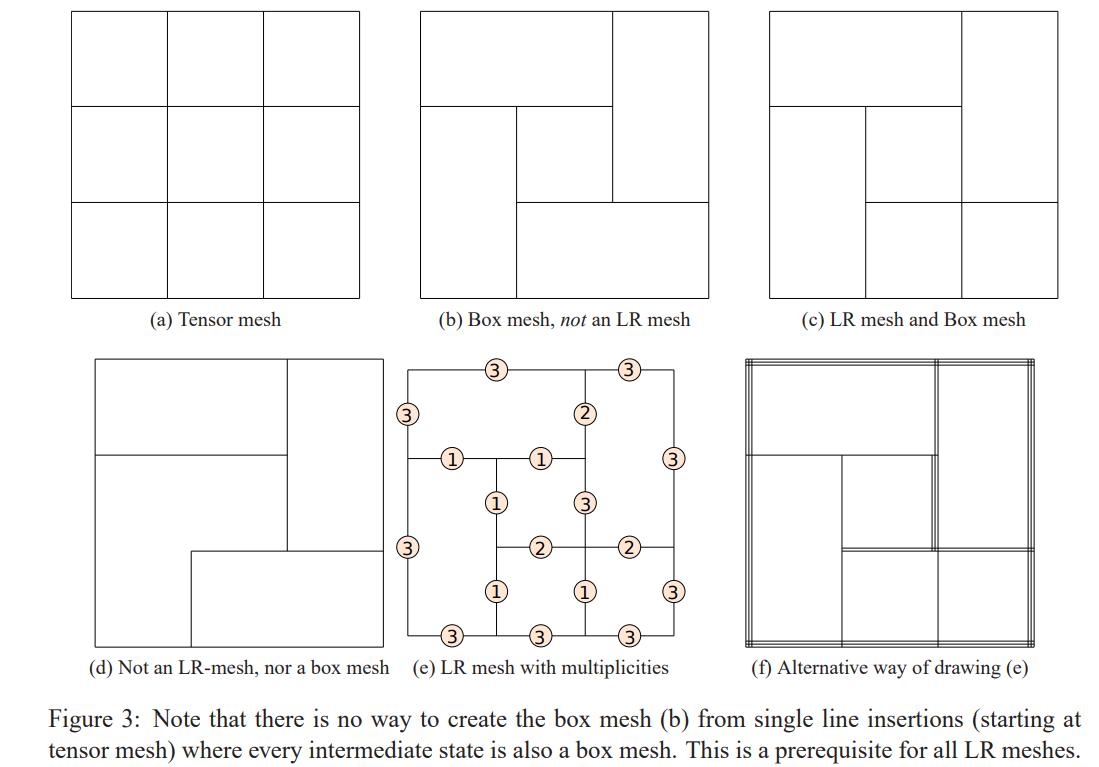 (a) Tensor mesh
(b) Box mesh, not an LR mesh
(c) LR mesh and Box mesh
3 3
3 2
1 1 3
1 3
3 2 2
1 1 3
3 3 3
(d) Not an LR-mesh, nor a box mesh
(e) LR mesh with multiplicities
(f) Alternative way of drawing (e)
Figure 3: Note that there is no way to create the box mesh (b) from single line insertions (starting at
tensor mesh) where every intermediate state is also a box mesh. This is a prerequisite for all LR meshes.